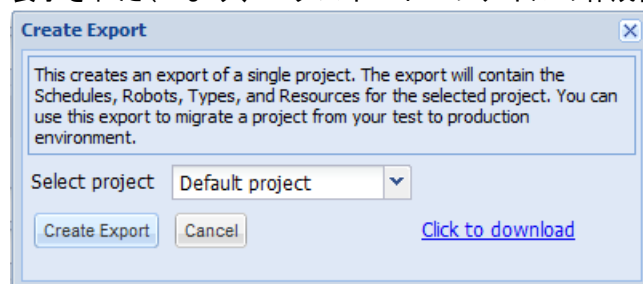 Create Export
This creates an export of a single project. The export will contain the
Schedules, Robots, Types, and Resources for the selected project. You can
use this export to migrate a project from your test to production
environment.
Select project Default project
Create Export Cancel Click to download